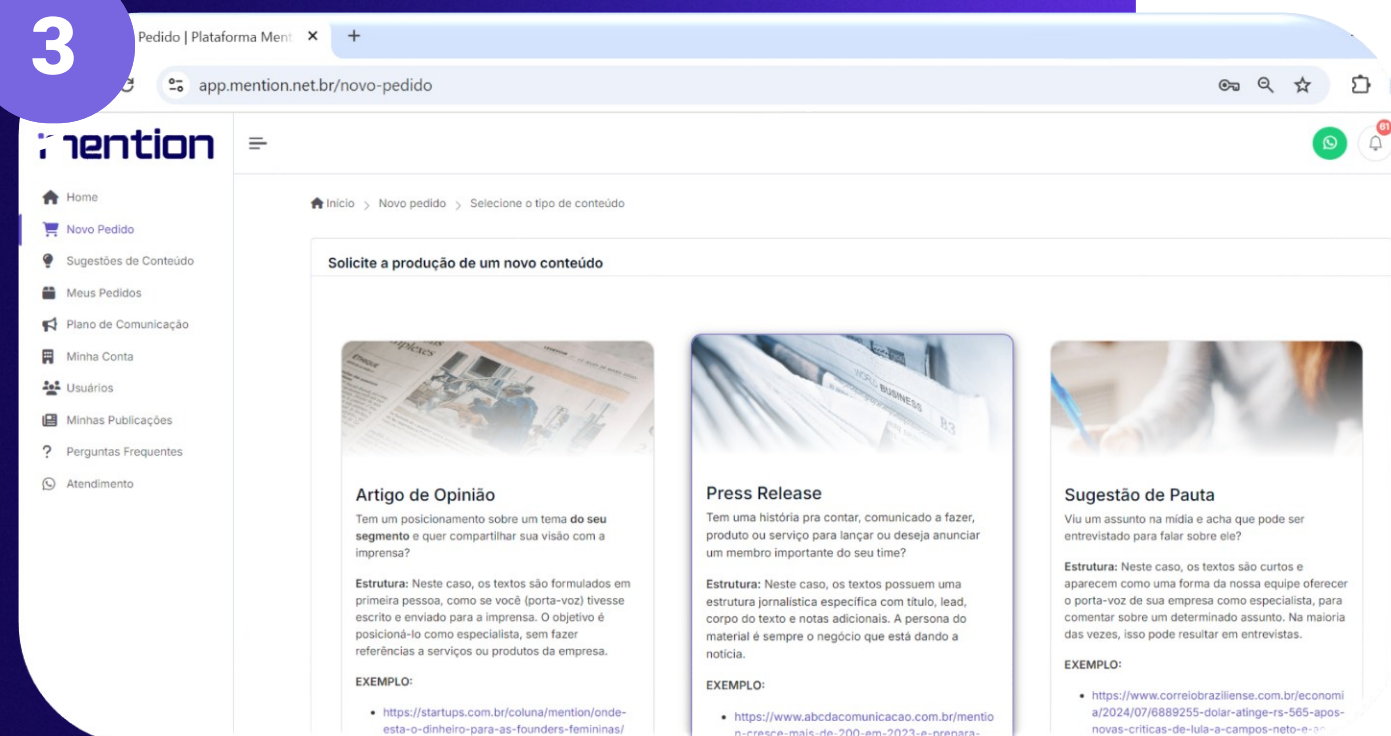 3
Pedido | Plataforma Ment
app.mention.net.br/novo-pedido
mention
61
Home
Novo Pedido
Sugestões de Conteúdo
Meus Pedidos
Plano de Comunicação
Minha Conta
Usuários
Minhas Publicações
Perguntas Frequentes
Atendimento
Início > Novo pedido > Selecione o tipo de conteúdo
Solicite a produção de um novo conteúdo
WORLD BUSINESS
B3
Artigo de Opinião
Tem um posicionamento sobre um tema do seu
segmento e quer compartilhar sua visão com a
imprensa?
Estrutura: Neste caso, os textos são formulados em
primeira pessoa, como se você (porta-voz) tivesse
escrito e enviado para a imprensa. O objetivo é
posicioná-lo como especialista, sem fazer
referências a serviços ou produtos da empresa.
EXEMPLO:
• https://startups.com.br/coluna/mention/onde-
esta-o-dinheiro-para-as-founders-femininas/
Press Release
Tem uma história pra contar, comunicado a fazer,
produto ou serviço para lançar ou deseja anunciar
um membro importante do seu time?
Estrutura: Neste caso, os textos possuem uma
estrutura jornalística específica com título, lead,
corpo do texto e notas adicionais. A persona do
material é sempre o negócio que está dando a
notícia.
EXEMPLO:
• https://www.abcdacomunicacao.com.br/mentio
n-cresce-mais-de-200-em-2023-e-prepara-
Sugestão de Pauta
Viu um assunto na mídia e acha que pode ser
entrevistado para falar sobre ele?
Estrutura: Neste caso, os textos são curtos e
aparecem como uma forma da nossa equipe oferecer
o porta-voz de sua empresa como especialista, para
comentar sobre um determinado assunto. Na maioria
das vezes, isso pode resultar em entrevistas.
EXEMPLO:
• https://www.correiobraziliense.com.br/economi
a/2024/07/6889255-dolar-atinge-rs-565-apos-
novas-criticas-de-lula-a-campos-neto-e-ao